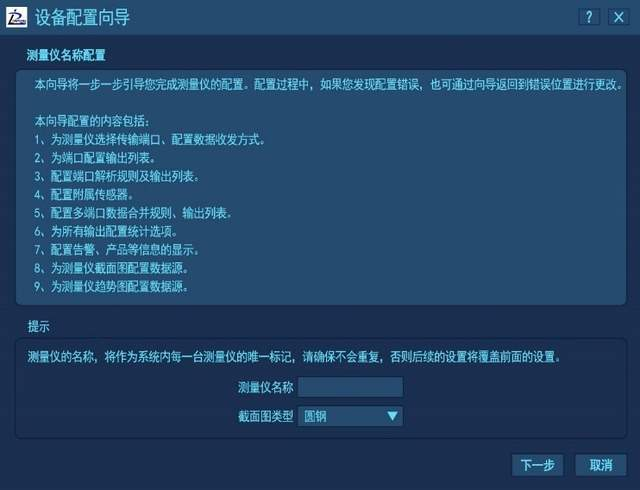 设备配置向导
? X
测量仪名称配置
本向导将一步一步引导您完成测量仪的配置。配置过程中，如果您发现配置错误，也可通过向导返回到错误位置进行更改。
本向导配置的内容包括：
1、为测量仪选择传输端口、配置数据收发方式。
2、为端口配置输出列表。
3、配置端口解析规则及输出列表。
4、配置附属传感器。
5、配置多端口数据合并规则、输出列表。
6、为所有输出配置统计选项。
7、配置告警、产品等信息的显示。
8、为测量仪截面图配置数据源。
9、为测量仪趋势图配置数据源。
提示
测量仪的名称，将作为系统内每一台测量仪的唯一标记，请确保不会重复，否则后续的设置将覆盖前面的设置。
测量仪名称
截面图类型 圆钢
下一步 取消